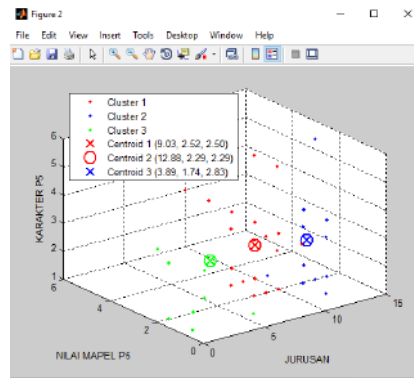 Figure 2
File Edit View Insert Tools Desktop Window Help
Cluster 1
Cluster 2
Cluster 3
Centroid 1 (9.03, 2.52, 2.50)
Centroid 2 (12.88, 2.29, 2.29)
Centroid 3 (3.89, 1.74, 2.83)
6
5
4
3
2
1
KARAKTER P5
6
4
2
0
NILAI MAPEL P5
0
5
10
15
JURUSAN